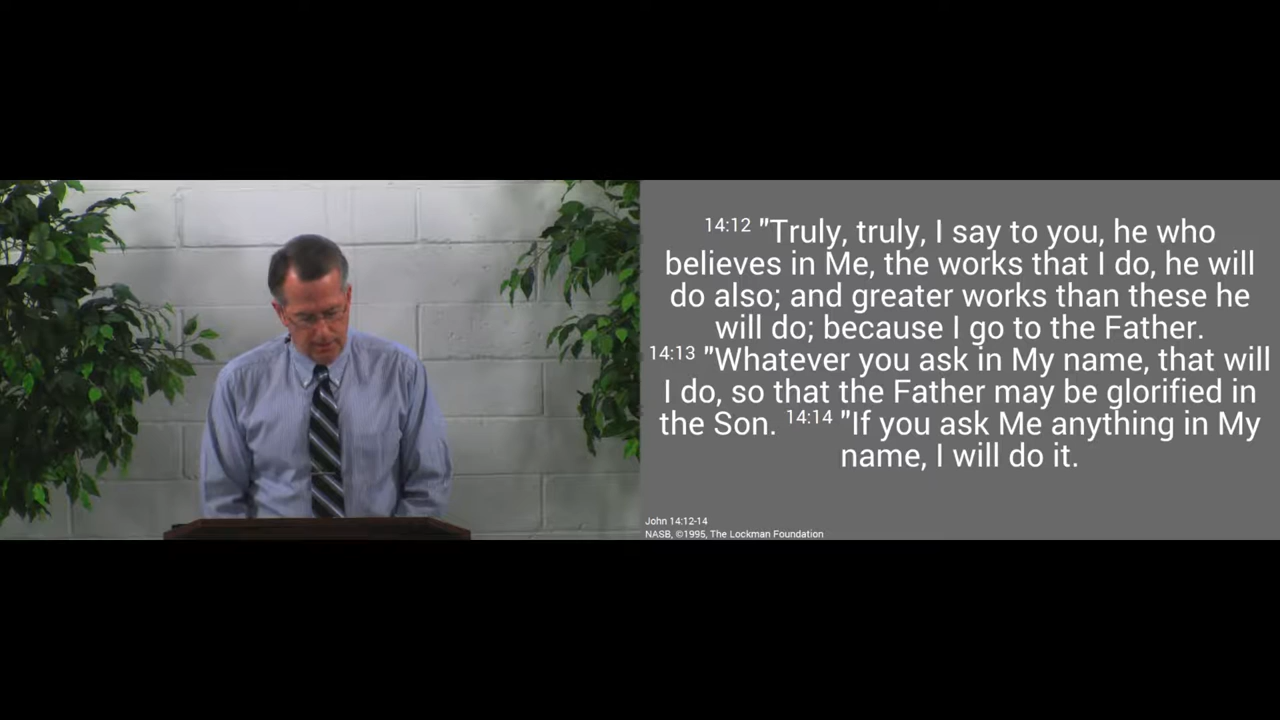 14:12 "Truly, truly, I say to you, he who
believes in Me, the works that I do, he will
do also; and greater works than these he
will do; because I go to the Father.
14:13 "Whatever you ask in My name, that will
I do, so that the Father may be glorified in
the Son. 14:14 "If you ask Me anything in My
name, I will do it.
John 14:12-14
NASB, ©1995, The Lockman Foundation